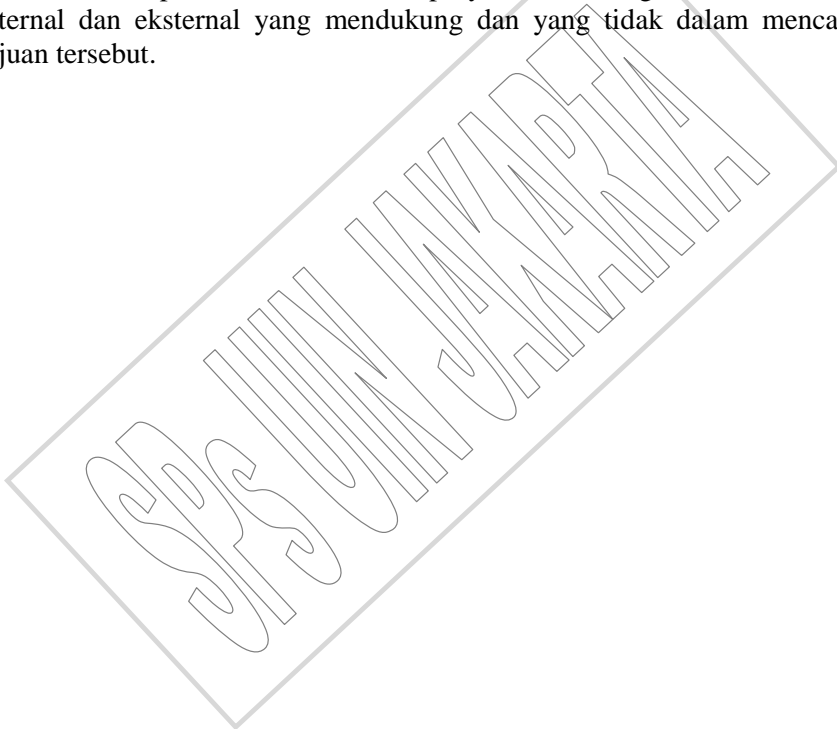 ternal dan eksternal yang mendukung dan yang tidak dalam menca
juan tersebut.
SPs UIN JAKARTA